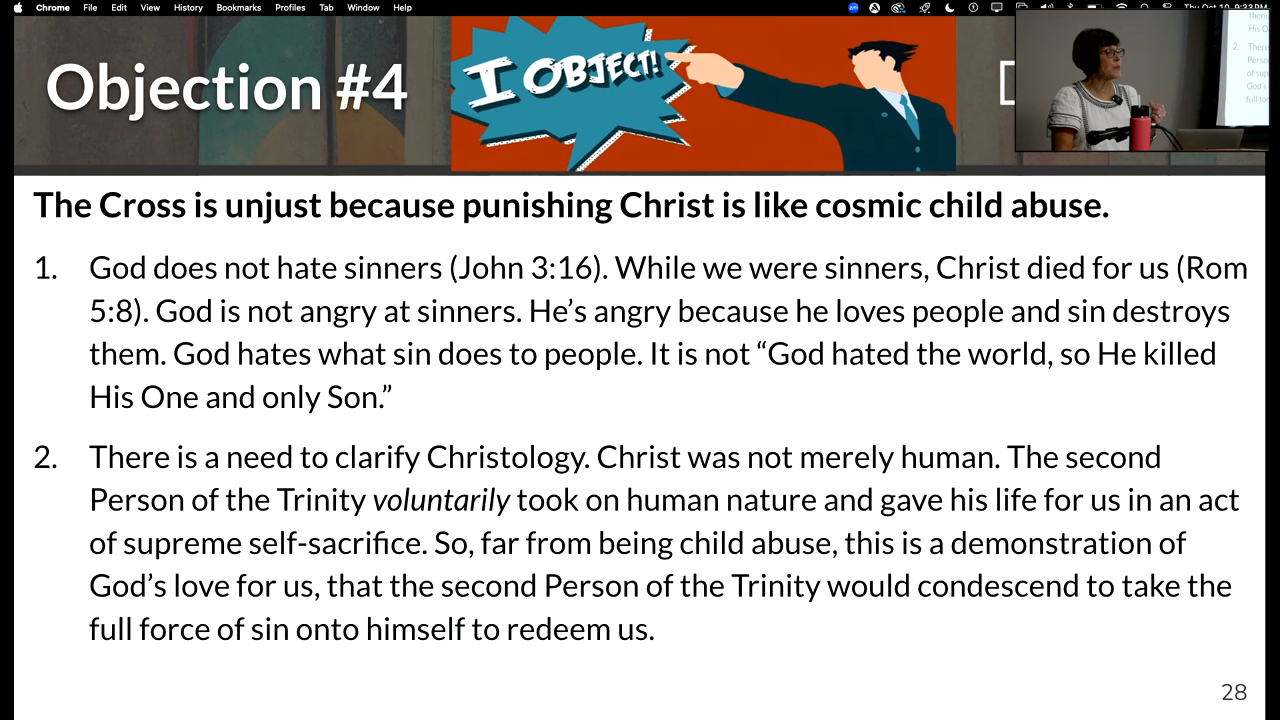 Chrome File Edit View History Bookmarks Profiles Tab Window Help
Thu Oct 10 9:33PM
Objection #4
I OBJECT!
The Cross is unjust because punishing Christ is like cosmic child abuse.
1. God does not hate sinners (John 3:16). While we were sinners, Christ died for us (Rom
5:8). God is not angry at sinners. He’s angry because he loves people and sin destroys
them. God hates what sin does to people. It is not “God hated the world, so He killed
His One and only Son.”
2. There is a need to clarify Christology. Christ was not merely human. The second
Person of the Trinity voluntarily took on human nature and gave his life for us in an act
of supreme self-sacrifice. So, far from being child abuse, this is a demonstration of
God’s love for us, that the second Person of the Trinity would condescend to take the
full force of sin onto himself to redeem us.
28